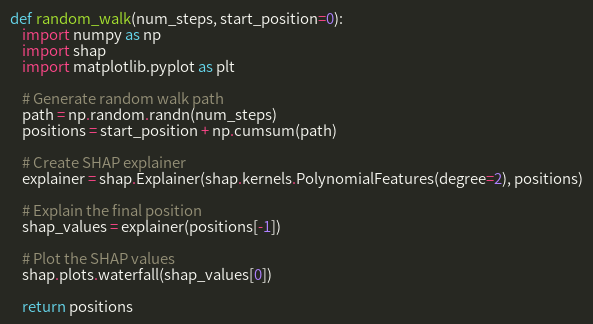 def random_walk(num_steps, start_position=0):
    import numpy as np
    import shap
    import matplotlib.pyplot as plt

    # Generate random walk path
    path = np.random.randn(num_steps)
    positions = start_position + np.cumsum(path)

    # Create SHAP explainer
    explainer = shap.Explainer(shap.kernels.PolynomialFeatures(degree=2), positions)

    # Explain the final position
    shap_values = explainer(positions[-1])

    # Plot the SHAP values
    shap.plots.waterfall(shap_values[0])

    return positions